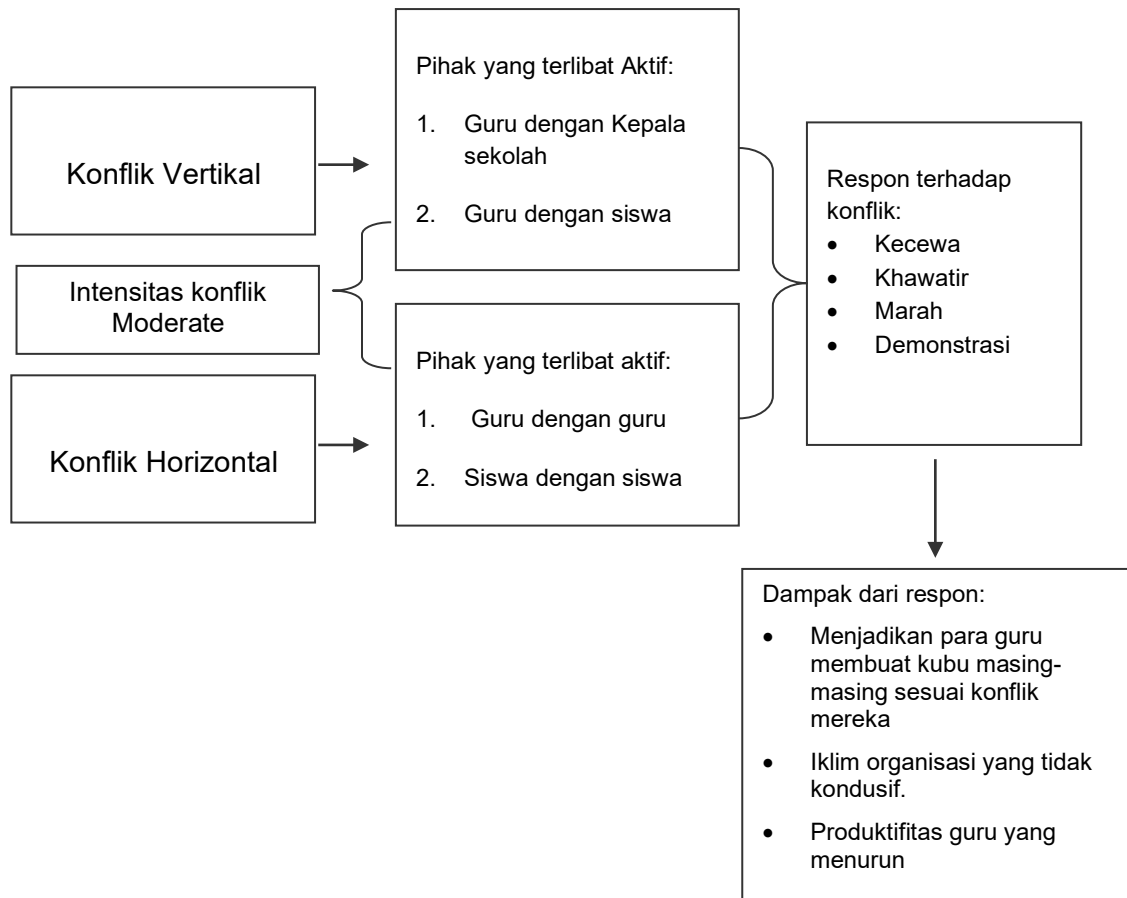 Konflik Vertikal
Pihak yang terlibat Aktif:
1. Guru dengan Kepala
sekolah
2. Guru dengan siswa
Intensitas konflik
Moderate
Konflik Horizontal
Pihak yang terlibat aktif:
1. Guru dengan guru
2. Siswa dengan siswa
Respon terhadap
konflik:
• Kecewa
• Khawatir
• Marah
• Demonstrasi
Dampak dari respon:
• Menjadikan para guru
membuat kubu masing-
masing sesuai konflik
mereka
• Iklim organisasi yang tidak
kondusif.
• Produktifitas guru yang
menurun